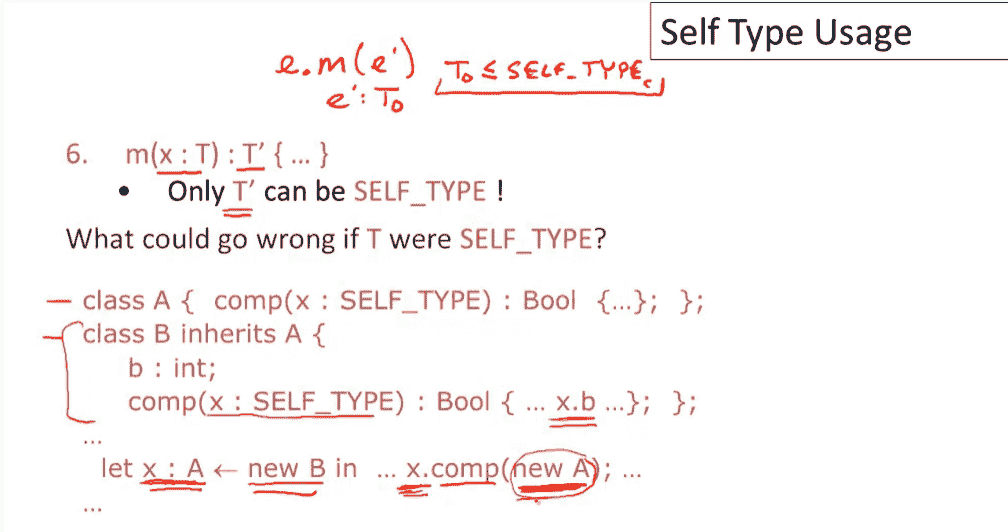 Self Type Usage
e.m(e') T₀ ≤ SELF_TYPE_c
e' : T₀
6. m(x : T) : T’ { … }
• Only T’ can be SELF_TYPE !
What could go wrong if T were SELF_TYPE?
class A { comp(x : SELF_TYPE) : Bool {…}; };
class B inherits A {
b : int;
comp(x : SELF_TYPE) : Bool { … x.b …}; };
…
let x : A ← new B in … x.comp(new A); …
…